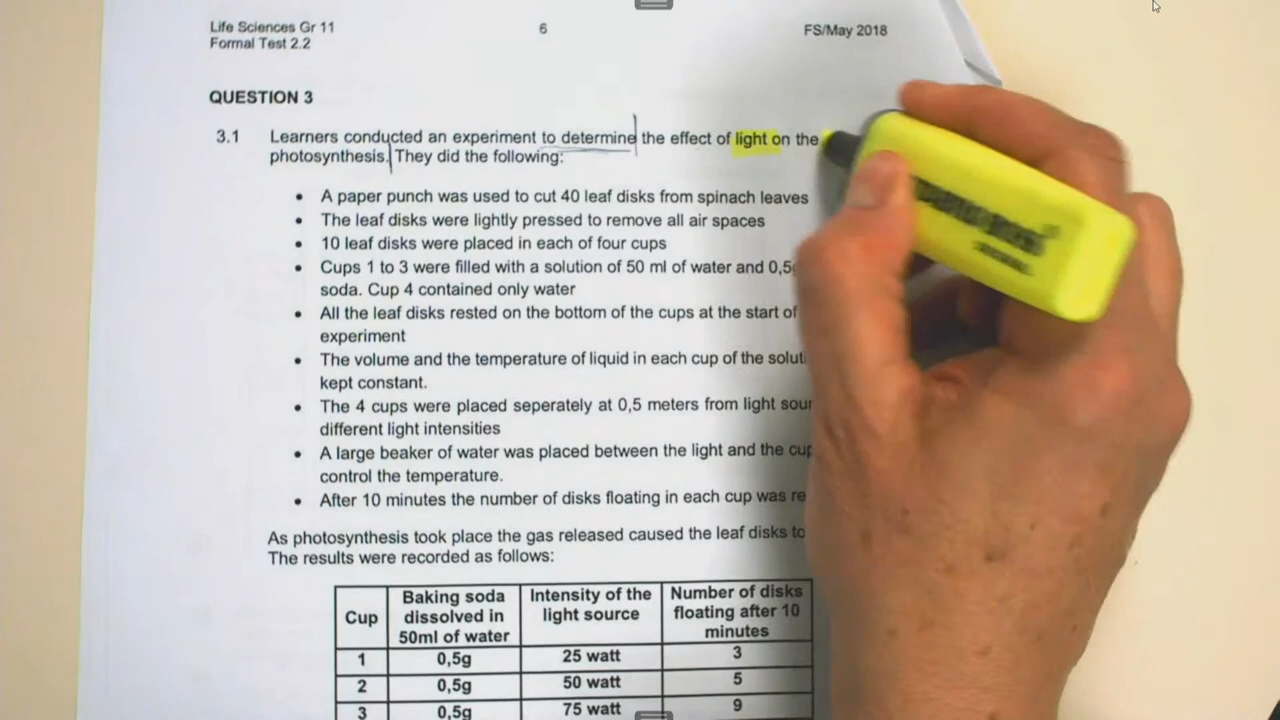 Life Sciences Gr 11 6 FS/May 2018
Formal Test 2.2
QUESTION 3
3.1 Learners conducted an experiment to determine the effect of light on the
photosynthesis. They did the following:
• A paper punch was used to cut 40 leaf disks from spinach leaves
• The leaf disks were lightly pressed to remove all air spaces
• 10 leaf disks were placed in each of four cups
• Cups 1 to 3 were filled with a solution of 50 ml of water and 0,5
soda. Cup 4 contained only water
• All the leaf disks rested on the bottom of the cups at the start of
experiment
• The volume and the temperature of liquid in each cup of the
kept constant.
• The 4 cups were placed seperately at 0,5 meters from light
different light intensities
• A large beaker of water was placed between the light and the
control the temperature.
• After 10 minutes the number of disks floating in each cup was
As photosynthesis took place the gas released caused the leaf disks to
The results were recorded as follows:
Cup Baking soda dissolved in 50ml of water Intensity of the light source Number of disks floating after 10 minutes
1 0,5g 25 watt 3
2 0,5g 50 watt 5
3 0,5g 75 watt 9